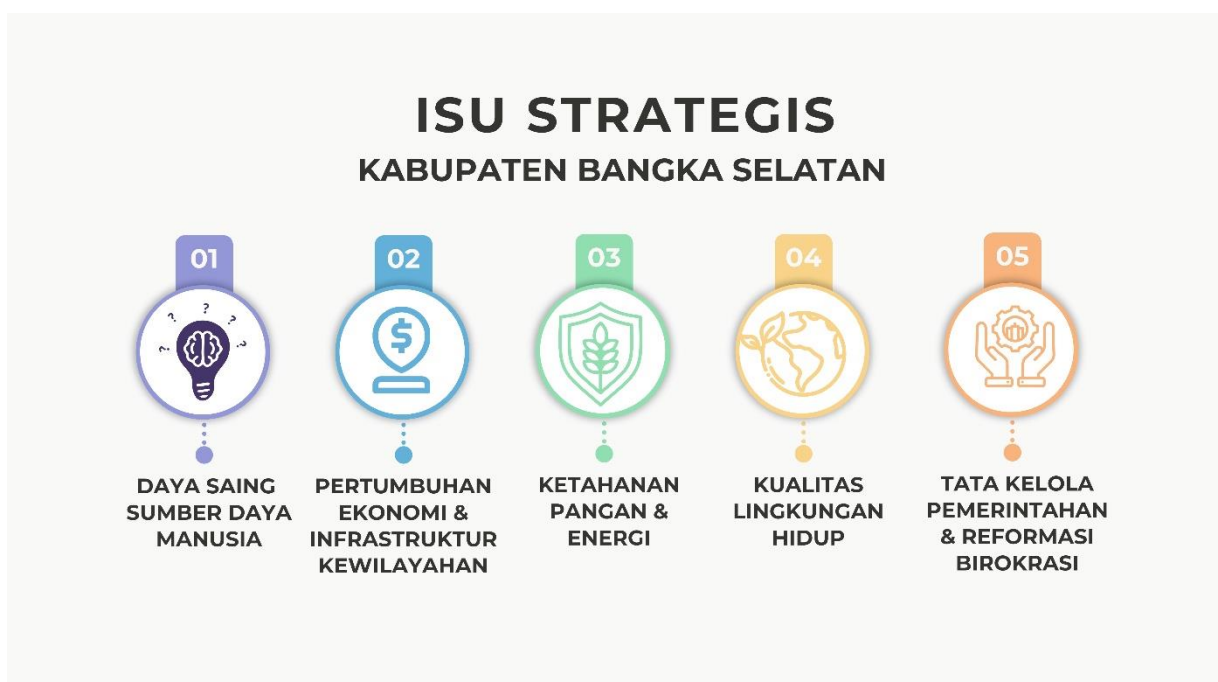 ISU STRATEGIS
KABUPATEN BANGKA SELATAN
01
DAYA SAING
SUMBER DAYA
MANUSIA
02
$
PERTUMBUHAN
EKONOMI &
INFRASTRUKTUR
KEWILAYAHAN
03
KETAHANAN
PANGAN &
ENERGI
04
KUALITAS
LINGKUNGAN
HIDUP
05
TATA KELOLA
PEMERINTAHAN
& REFORMASI
BIROKRASI